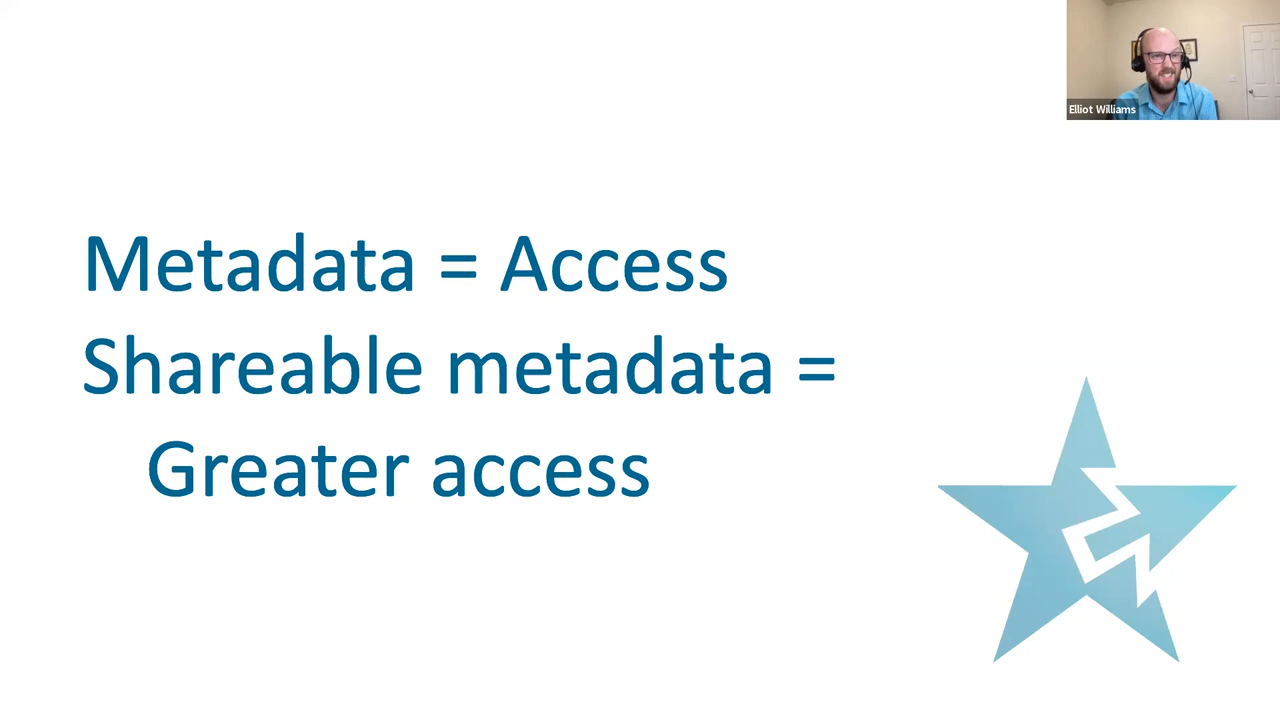 Elliot Williams
Metadata = Access
Shareable metadata =
Greater access